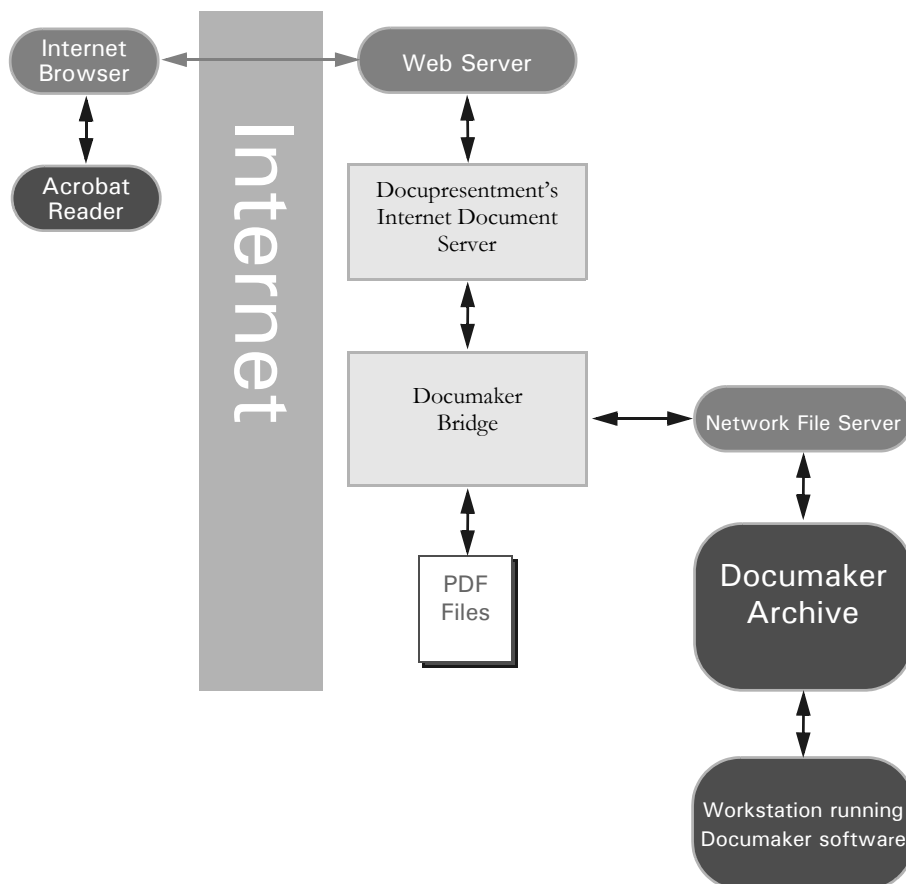 Internet
Browser
Web Server
Acrobat
Reader
Internet
Docupresentment’s
Internet Document
Server
Documaker
Bridge
Network File Server
PDF
Files
Documaker
Archive
Workstation running
Documaker software